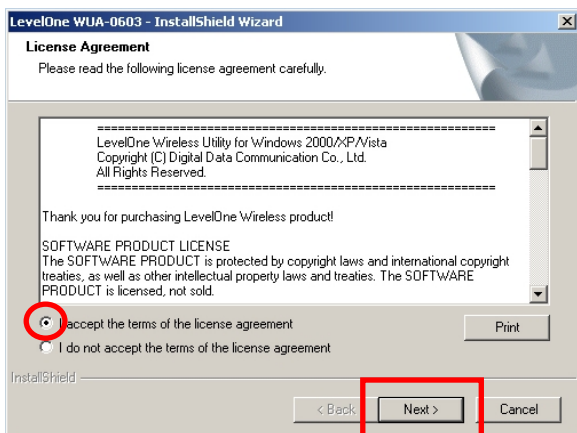 LevelOne WUA-0603 - InstallShield Wizard
License Agreement
Please read the following license agreement carefully.
============================================================
LevelOne Wireless Utility for Windows 2000/XP/Vista
Copyright (C) Digital Data Communication Co., Ltd.
All Rights Reserved.
============================================================
Thank you for purchasing LevelOne Wireless product!
SOFTWARE PRODUCT LICENSE
The SOFTWARE PRODUCT is protected by copyright laws and international copyright
treaties, as well as other intellectual property laws and treaties. The SOFTWARE
PRODUCT is licensed, not sold.
I accept the terms of the license agreement
Print
I do not accept the terms of the license agreement
InstallShield
< Back
Next >
Cancel